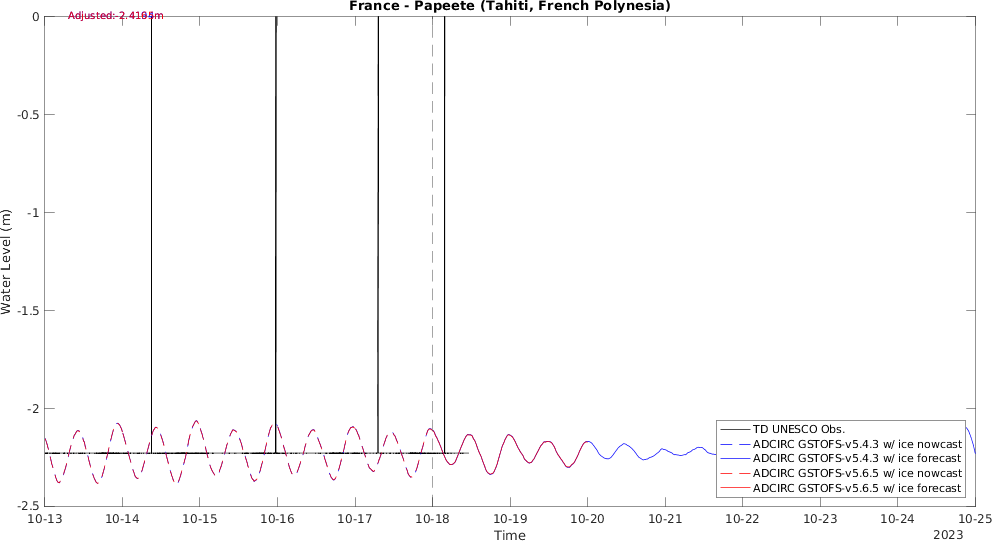 France - Papeete (Tahiti, French Polynesia)
0
-0.5
-1
-1.5
-2
-2.5
Water Level (m)
TD UNESCO Obs.
ADCIRC GSTOFS-v5.4.3 w/ ice nowcast
ADCIRC GSTOFS-v5.4.3 w/ ice forecast
ADCIRC GSTOFS-v5.6.5 w/ ice nowcast
ADCIRC GSTOFS-v5.6.5 w/ ice forecast
10-13 10-14 10-15 10-16 10-17 10-18 10-19 10-20 10-21 10-22 10-23 10-24 10-25
Time
2023